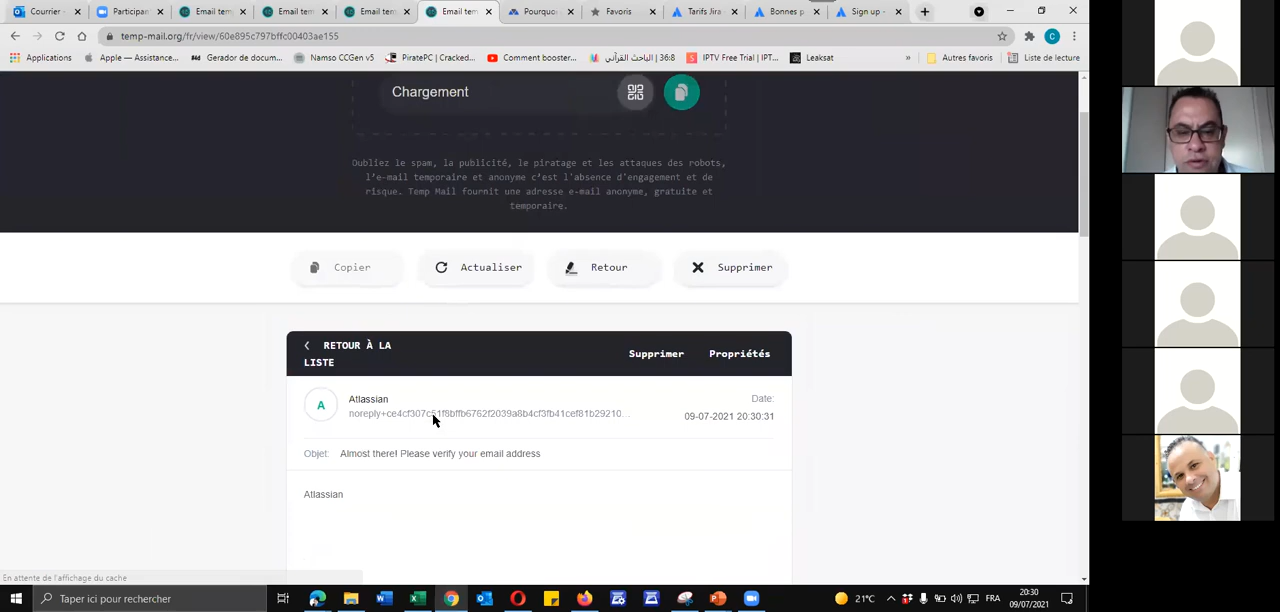 Courrier -
Participan
Email tem
Email tem
Email tem
Email tem
Pourquo
Favoris
Tarifs Jira
Bonnes p
Sign up -
temp-mail.org/fr/view/60e895c797bffc00403ae155
Applications
Apple — Assistance...
Gerador de docum...
Namso CCGen v5
PiratePC | Cracked...
Comment booster...
الباحث القرآني | 36:8
IPTV Free Trial | IPT...
Leaksat
»
Autres favoris
Liste de lecture
Chargement
Oubliez le spam, la publicité, le piratage et les attaques des robots,
l'e-mail temporaire et anonyme c'est l'absence d'engagement et de
risque. Temp Mail fournit une adresse e-mail anonyme, gratuite et
temporaire.
Copier
Actualiser
Retour
Supprimer
RETOUR À LA
LISTE
Supprimer
Propriétés
A
Atlassian
noreply+ce4cf307c51f8bffb6762f2039a8b4cf3fb41cef81b29210...
Date:
09-07-2021 20:30:31
Objet: Almost there! Please verify your email address
Atlassian
En attente de l'affichage du cache
Taper ici pour rechercher
21°C
FRA
20:30
09/07/2021